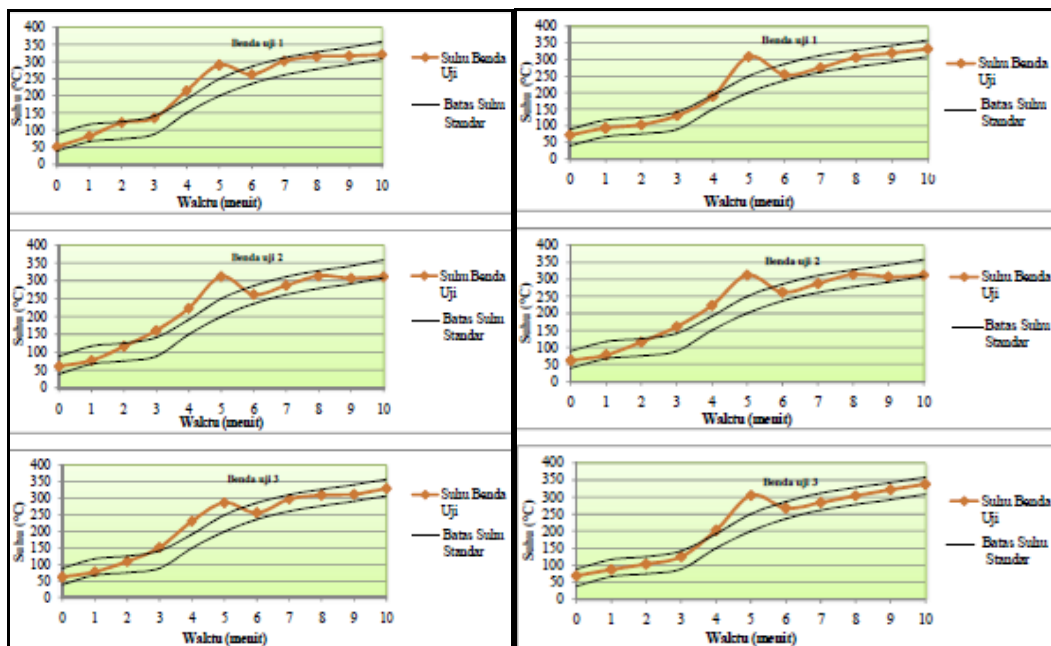 Benda uji 1
Suhu (°C)
400
350
300
250
200
150
100
50
0
0 1 2 3 4 5 6 7 8 9 10
Waktu (menit)
Suhu Benda
Uji
Batas Suhu
Standar
Benda uji 1
Suhu (°C)
400
350
300
250
200
150
100
50
0
0 1 2 3 4 5 6 7 8 9 10
Waktu (menit)
Suhu Benda
Uji
Batas Suhu
Standar
Benda uji 2
Suhu (°C)
400
350
300
250
200
150
100
50
0
0 1 2 3 4 5 6 7 8 9 10
Waktu (menit)
Suhu Benda
Uji
Batas Suhu
Standar
Benda uji 2
Suhu (°C)
400
350
300
250
200
150
100
50
0
0 1 2 3 4 5 6 7 8 9 10
Waktu (menit)
Suhu Benda
Uji
Batas Suhu
Standar
Benda uji 3
Suhu (°C)
400
350
300
250
200
150
100
50
0
0 1 2 3 4 5 6 7 8 9 10
Waktu (menit)
Suhu Benda
Uji
Batas Suhu
Standar
Benda uji 3
Suhu (°C)
400
350
300
250
200
150
100
50
0
0 1 2 3 4 5 6 7 8 9 10
Waktu (menit)
Suhu Benda
Uji
Batas Suhu
Standar